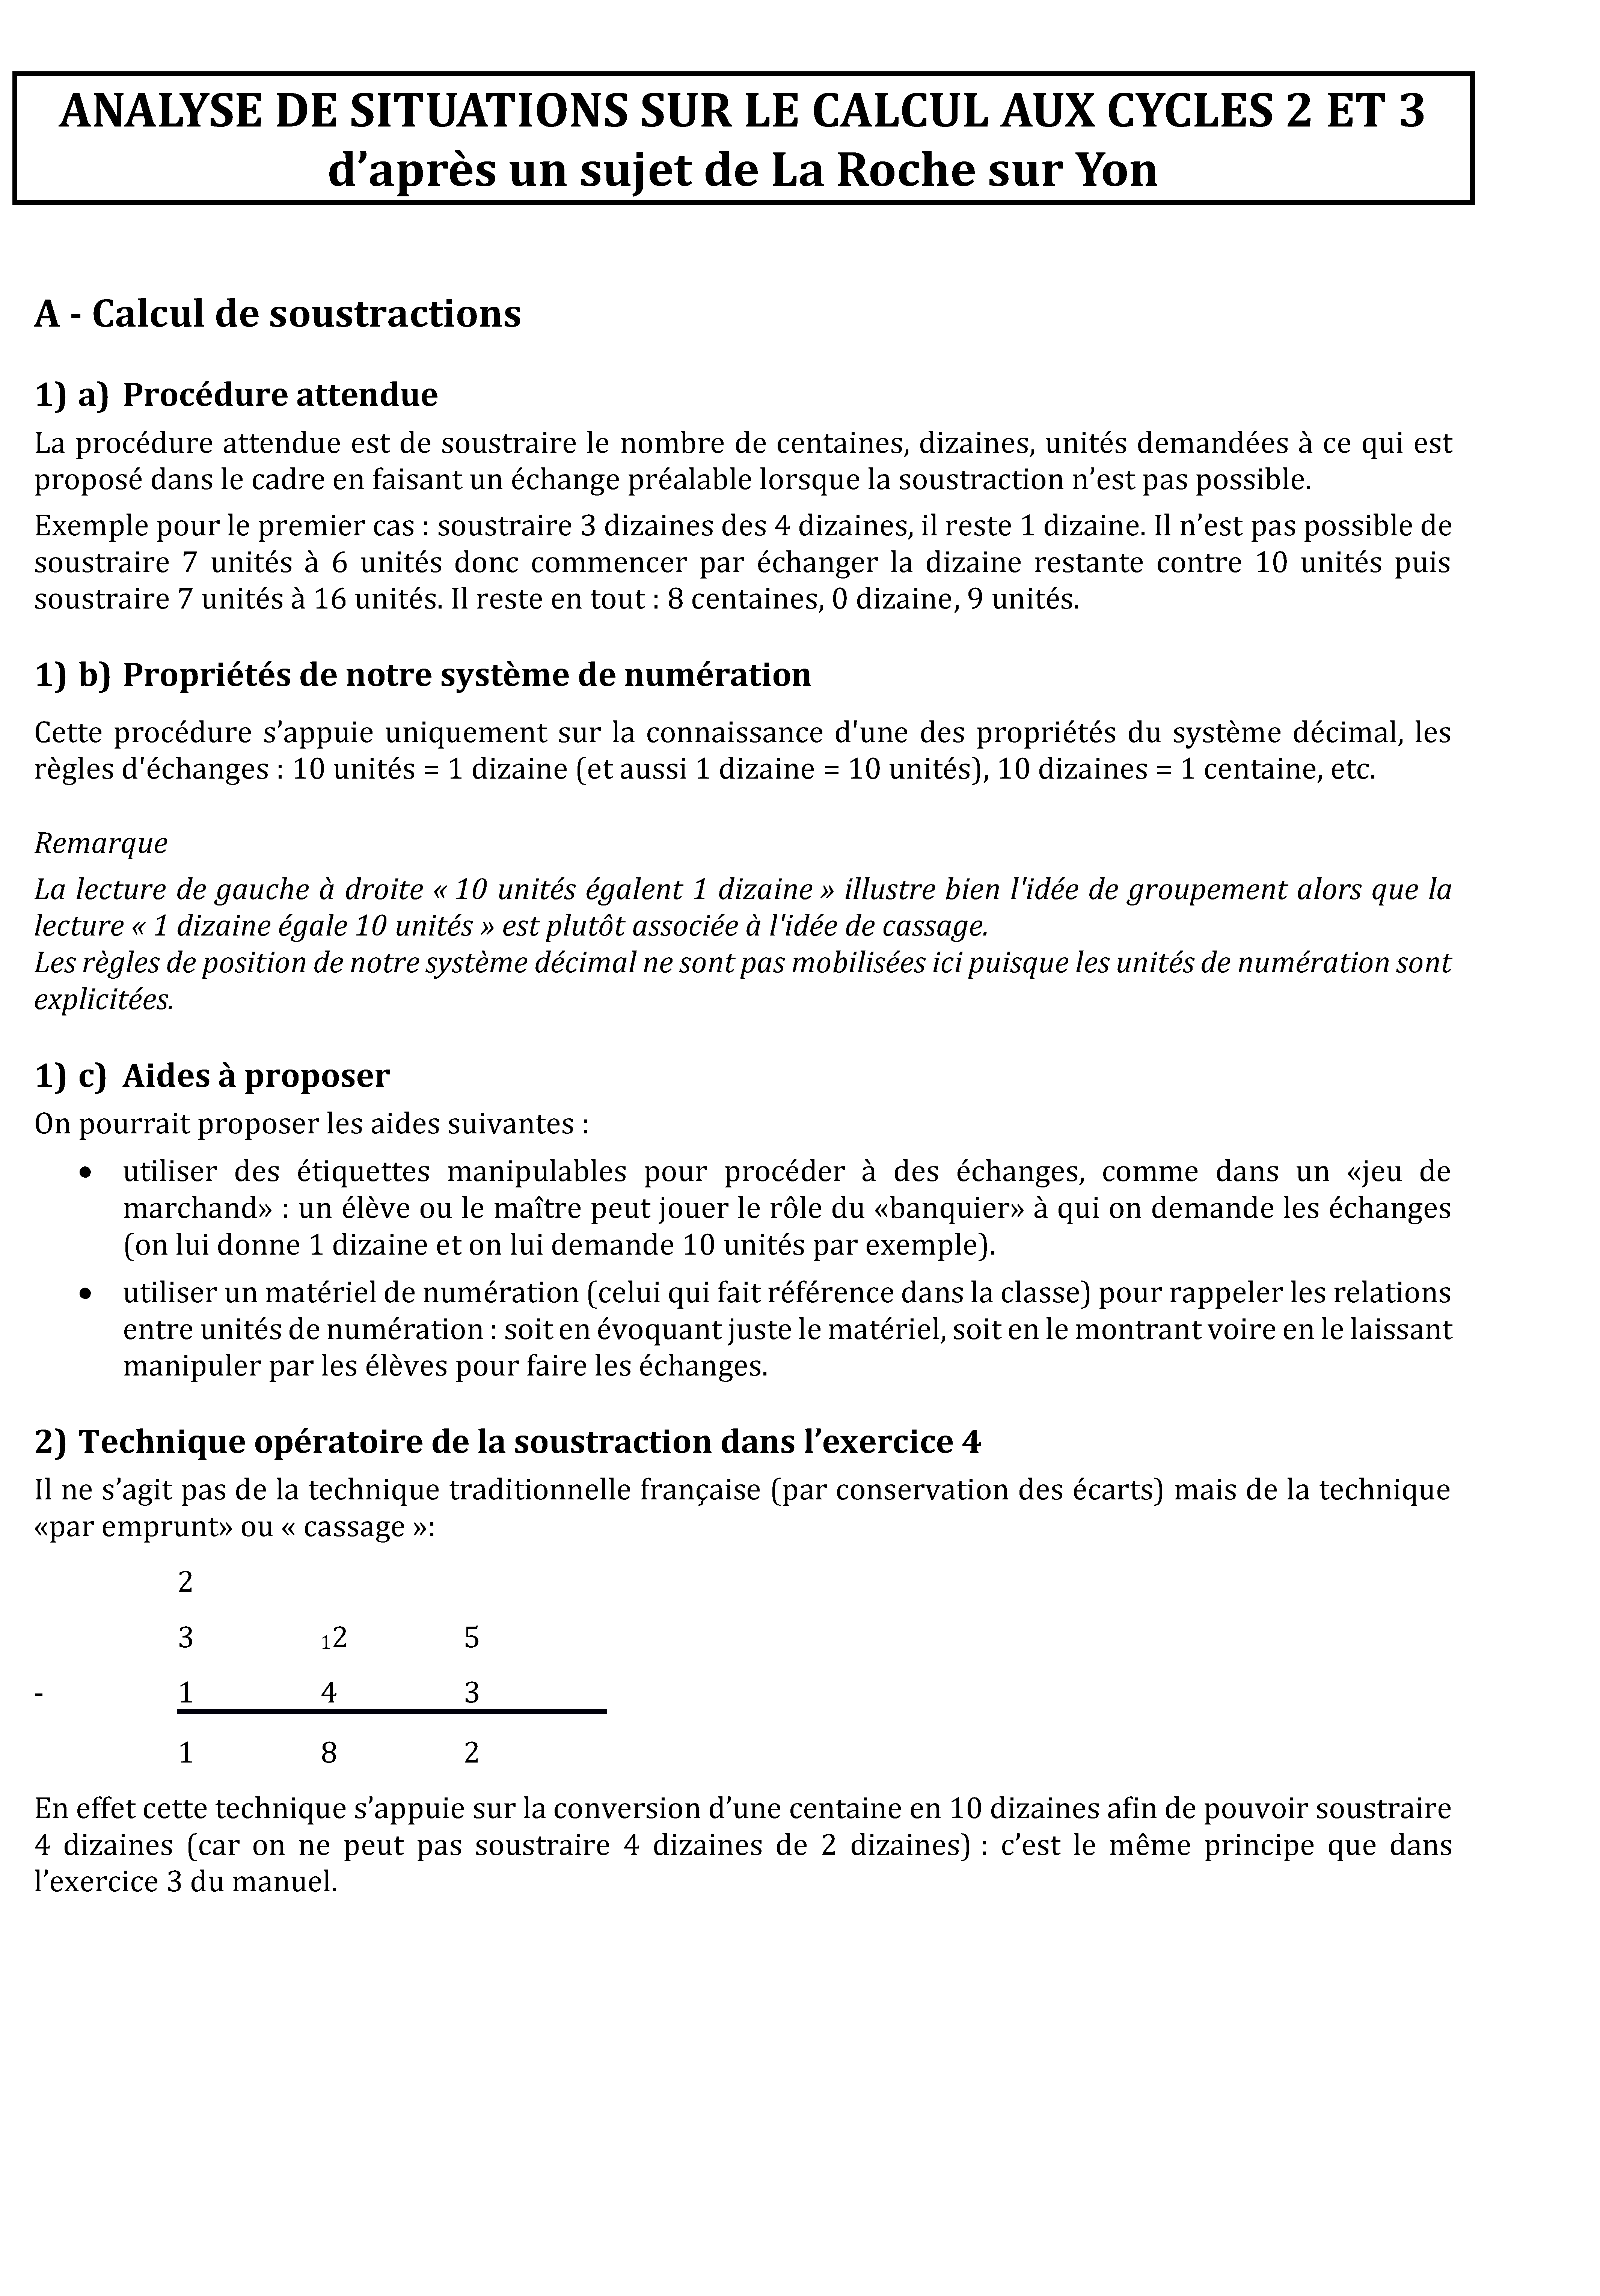 ANALYSE DE SITUATIONS SUR LE CALCUL AUX CYCLES 2 ET 3
d’après un sujet de La Roche sur Yon
A - Calcul de soustractions
1) a) Procédure attendue
La procédure attendue est de soustraire le nombre de centaines, dizaines, unités demandées à ce qui est
proposé dans le cadre en faisant un échange préalable lorsque la soustraction n’est pas possible.
Exemple pour le premier cas : soustraire 3 dizaines des 4 dizaines, il reste 1 dizaine. Il n’est pas possible de
soustraire 7 unités à 6 unités donc commencer par échanger la dizaine restante contre 10 unités puis
soustraire 7 unités à 16 unités. Il reste en tout : 8 centaines, 0 dizaine, 9 unités.
1) b) Propriétés de notre système de numération
Cette procédure s’appuie uniquement sur la connaissance d'une des propriétés du système décimal, les
règles d'échanges : 10 unités = 1 dizaine (et aussi 1 dizaine = 10 unités), 10 dizaines = 1 centaine, etc.
Remarque
La lecture de gauche à droite « 10 unités égalent 1 dizaine » illustre bien l'idée de groupement alors que la
lecture « 1 dizaine égale 10 unités » est plutôt associée à l'idée de cassage.
Les règles de position de notre système décimal ne sont pas mobilisées ici puisque les unités de numération sont
explicitées.
1) c) Aides à proposer
On pourrait proposer les aides suivantes :
• utiliser des étiquettes manipulables pour procéder à des échanges, comme dans un «jeu de
marchand» : un élève ou le maître peut jouer le rôle du «banquier» à qui on demande les échanges
(on lui donne 1 dizaine et on lui demande 10 unités par exemple).
• utiliser un matériel de numération (celui qui fait référence dans la classe) pour rappeler les relations
entre unités de numération : soit en évoquant juste le matériel, soit en le montrant voire en le laissant
manipuler par les élèves pour faire les échanges.
2) Technique opératoire de la soustraction dans l’exercice 4
Il ne s’agit pas de la technique traditionnelle française (par conservation des écarts) mais de la technique
«par emprunt» ou « cassage »:
2
3 12 5
- 1 4 3
1 8 2
En effet cette technique s’appuie sur la conversion d’une centaine en 10 dizaines afin de pouvoir soustraire
4 dizaines (car on ne peut pas soustraire 4 dizaines de 2 dizaines) : c’est le même principe que dans
l’exercice 3 du manuel.